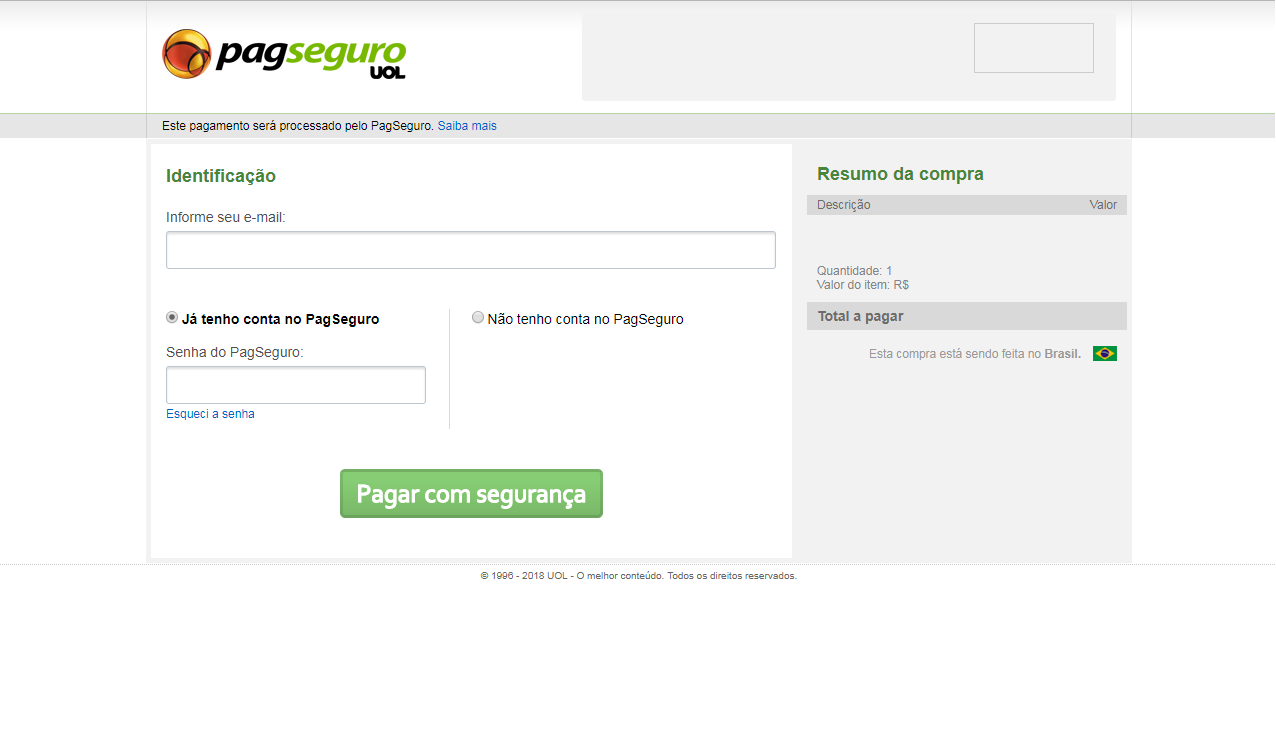 pagseguro
UOL
Este pagamento será processado pelo PagSeguro. Saiba mais
Identificação
Informe seu e-mail:
Já tenho conta no PagSeguro
Não tenho conta no PagSeguro
Senha do PagSeguro:
Esqueci a senha
Pagar com segurança
Resumo da compra
Descrição Valor
Quantidade: 1
Valor do item: R$
Total a pagar
Esta compra está sendo feita no Brasil.
© 1996 - 2018 UOL - O melhor conteúdo. Todos os direitos reservados.